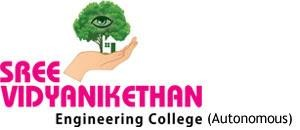 SREE
VIDYANIKETHAN
Engineering College (Autonomous)